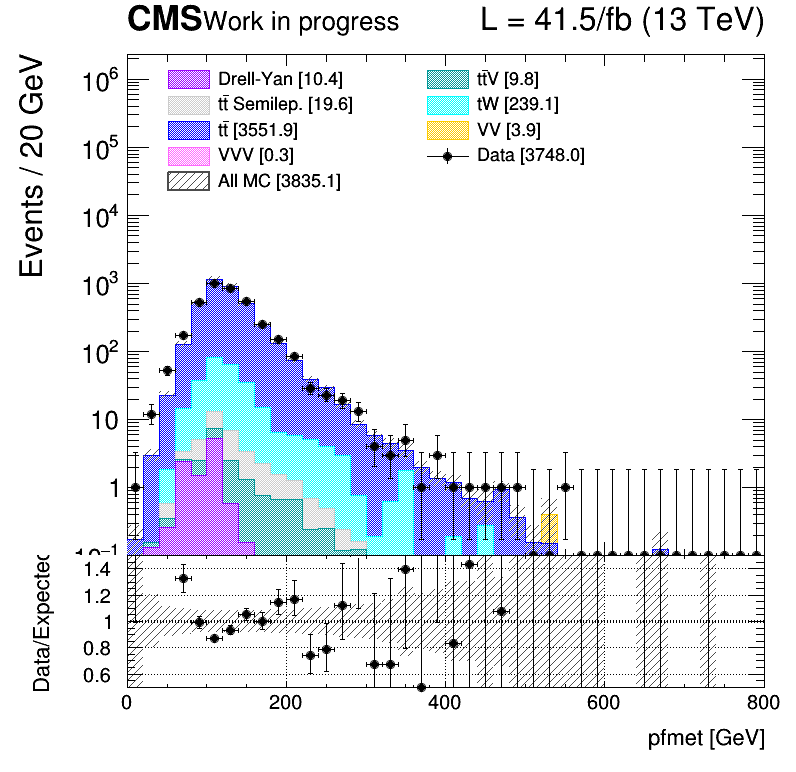 CMS Work in progress L = 41.5/fb (13 TeV)
Events / 20 GeV
Drell-Yan [10.4]
tt̄ Semilep. [19.6]
tt̄ [3551.9]
VVV [0.3]
All MC [3835.1]
tt̄V [9.8]
tW [239.1]
VV [3.9]
Data [3748.0]
10⁶
10⁵
10⁴
10³
10²
10
1
10⁻¹
Data/Expected
1.4
1.2
1
0.8
0.6
0 200 400 600 800
pfmet [GeV]